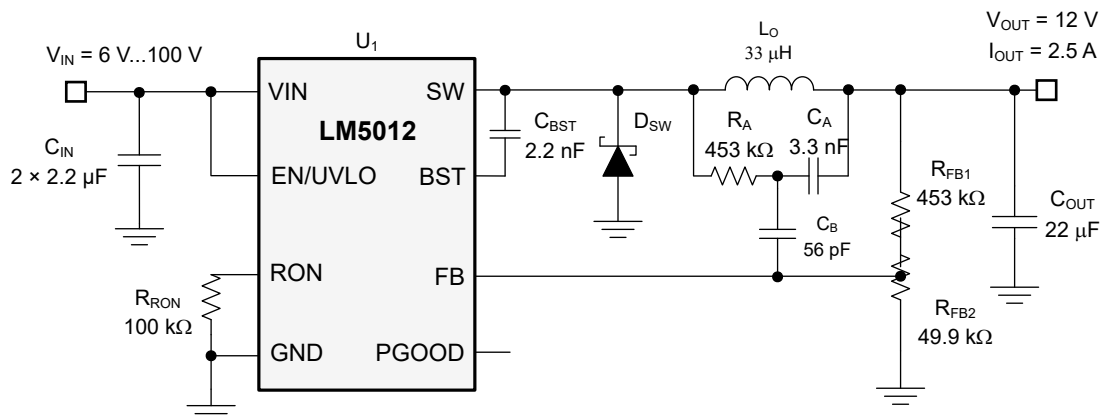 V_IN = 6 V...100 V
U_1
L_O
33 μH
V_OUT = 12 V
I_OUT = 2.5 A
VIN
SW
LM5012
C_BST
2.2 nF
D_SW
R_A
453 kΩ
C_A
3.3 nF
C_IN
2 × 2.2 µF
EN/UVLO
BST
R_FB1
453 kΩ
C_OUT
22 μF
C_B
56 pF
RON
FB
R_RON
100 kΩ
R_FB2
49.9 kΩ
GND
PGOOD